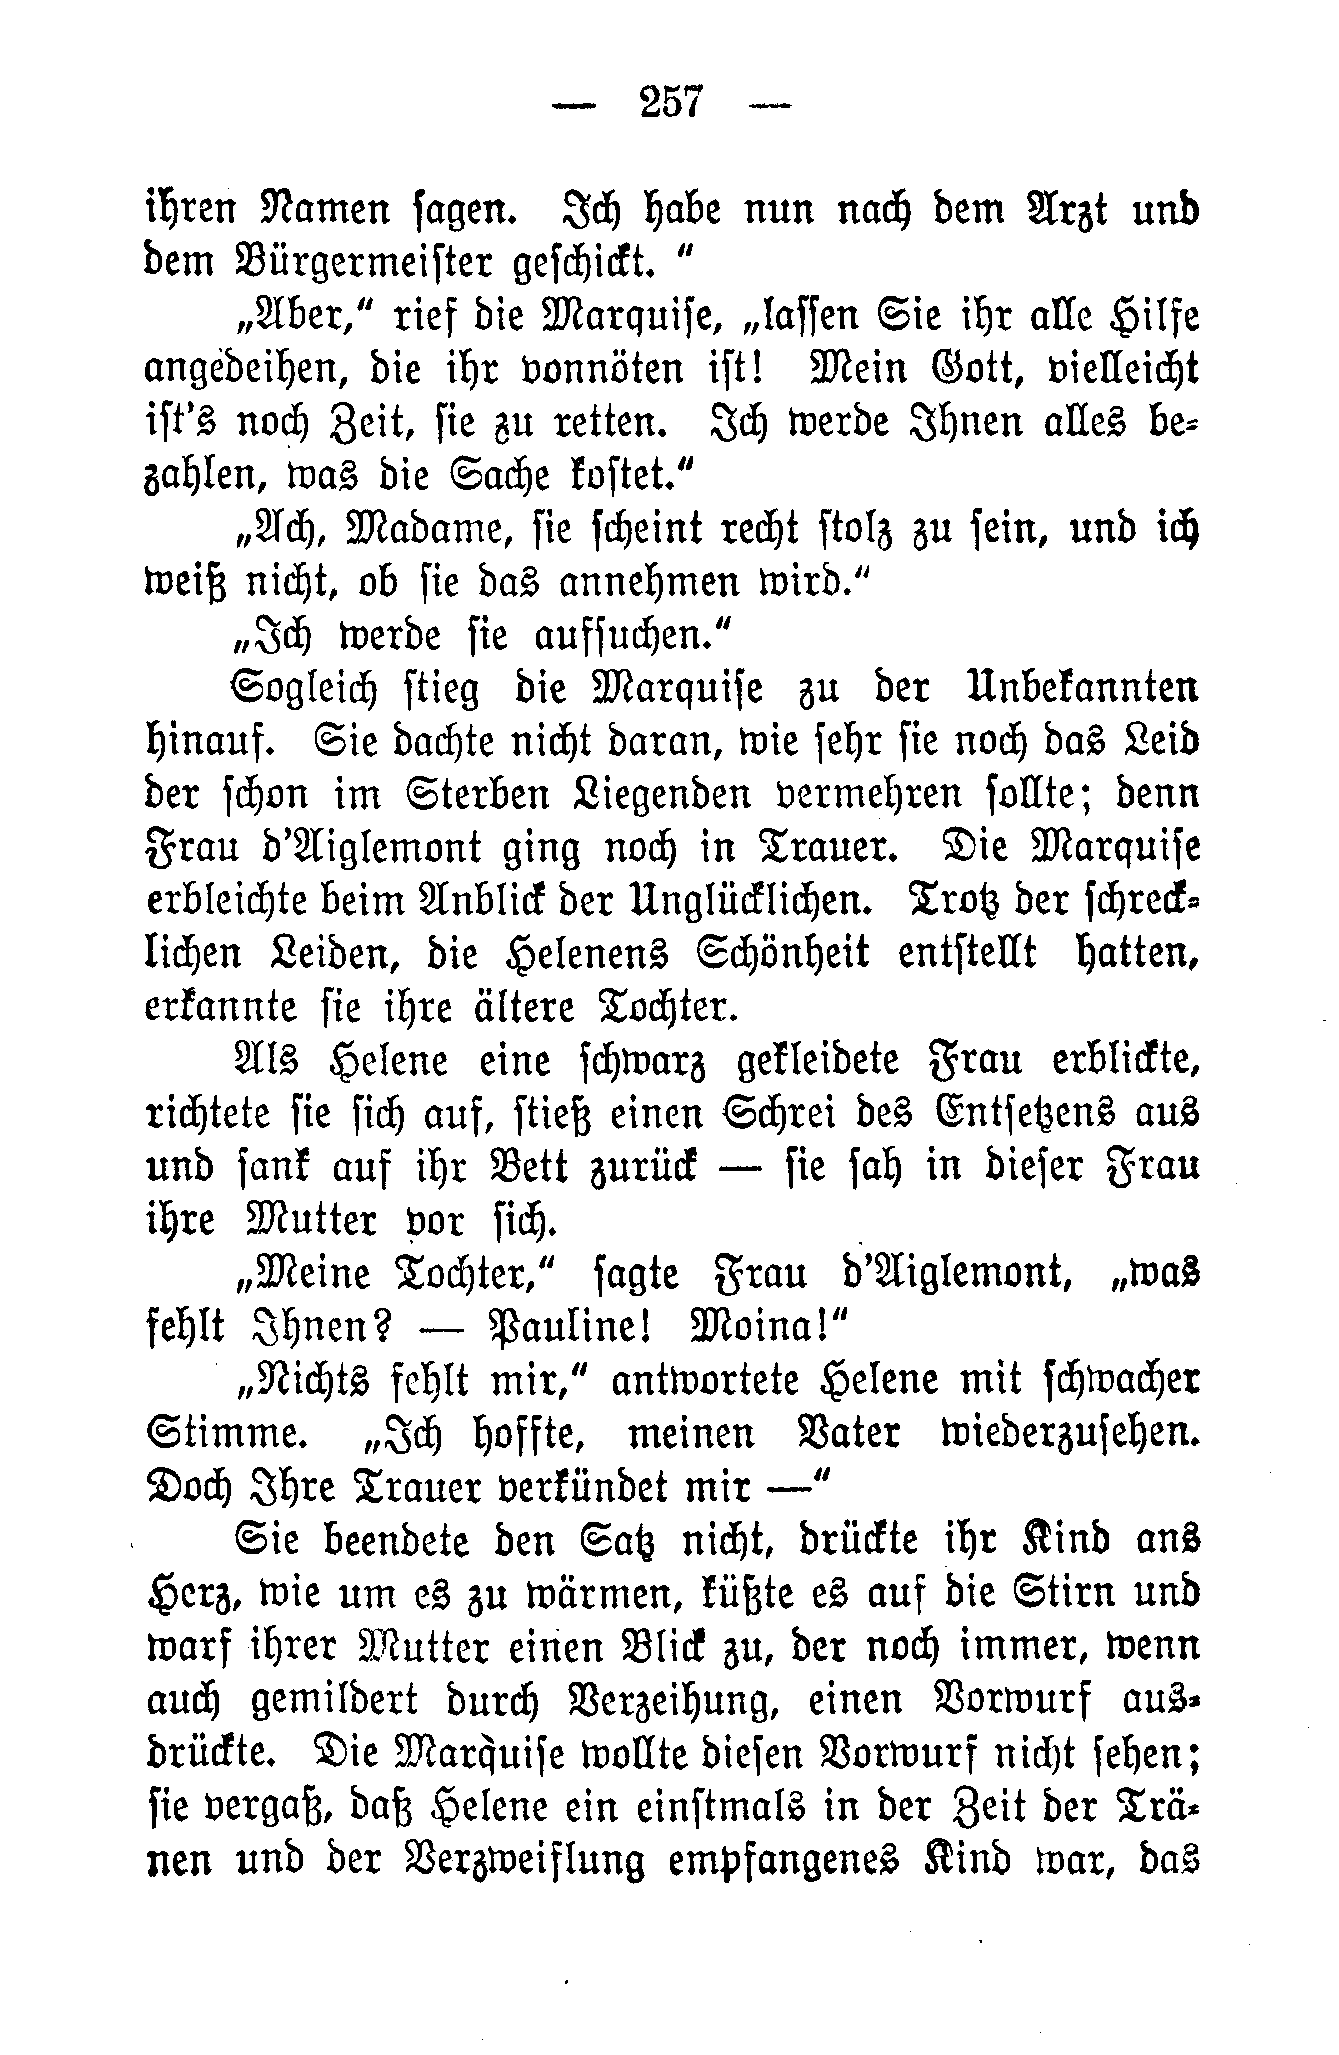 — 257 —
ihren Namen sagen. Ich habe nun nach dem Arzt und
dem Bürgermeister geschickt. “
„Aber,“ rief die Marquise, „lassen Sie ihr alle Hilfe
angedeihen, die ihr vonnöten ist! Mein Gott, vielleicht
ist's noch Zeit, sie zu retten. Ich werde Ihnen alles be-
zahlen, was die Sache kostet.“
„Ach, Madame, sie scheint recht stolz zu sein, und ich
weiß nicht, ob sie das annehmen wird.“
„Ich werde sie aufsuchen.“
Sogleich stieg die Marquise zu der Unbekannten
hinauf. Sie dachte nicht daran, wie sehr sie noch das Leid
der schon im Sterben Liegenden vermehren sollte; denn
Frau d'Aiglemont ging noch in Trauer. Die Marquise
erbleichte beim Anblick der Unglücklichen. Trotz der schreck-
lichen Leiden, die Helenens Schönheit entstellt hatten,
erkannte sie ihre ältere Tochter.
Als Helene eine schwarz gekleidete Frau erblickte,
richtete sie sich auf, stieß einen Schrei des Entsetzens aus
und sank auf ihr Bett zurück — sie sah in dieser Frau
ihre Mutter vor sich.
„Meine Tochter,“ sagte Frau d'Aiglemont, „was
fehlt Ihnen? — Pauline! Moina!“
„Nichts fehlt mir,“ antwortete Helene mit schwacher
Stimme. „Ich hoffte, meinen Vater wiederzusehen.
Doch Ihre Trauer verkündet mir —“
Sie beendete den Satz nicht, drückte ihr Kind ans
Herz, wie um es zu wärmen, küßte es auf die Stirn und
warf ihrer Mutter einen Blick zu, der noch immer, wenn
auch gemildert durch Verzeihung, einen Vorwurf aus-
drückte. Die Marquise wollte diesen Vorwurf nicht sehen;
sie vergaß, daß Helene ein einstmals in der Zeit der Trä-
nen und der Verzweiflung empfangenes Kind war, das